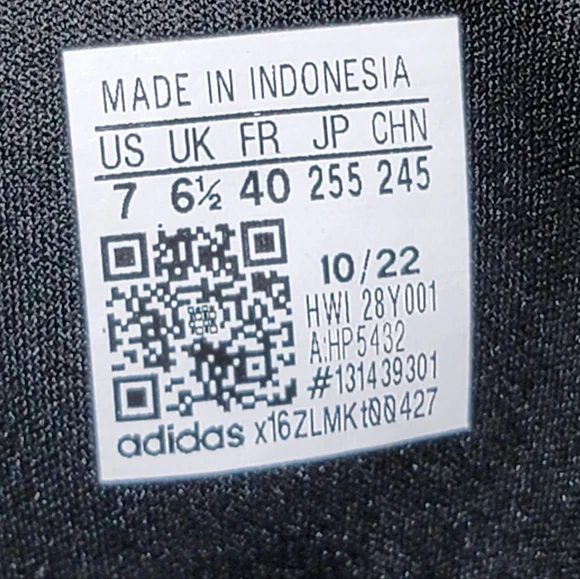 MADE IN INDONESIA
US UK FR JP CHN
7 6½ 40 255 245
10/22
HWI 28Y001
A:HP5432
#131439301
adidas x16ZLMKt0Q427